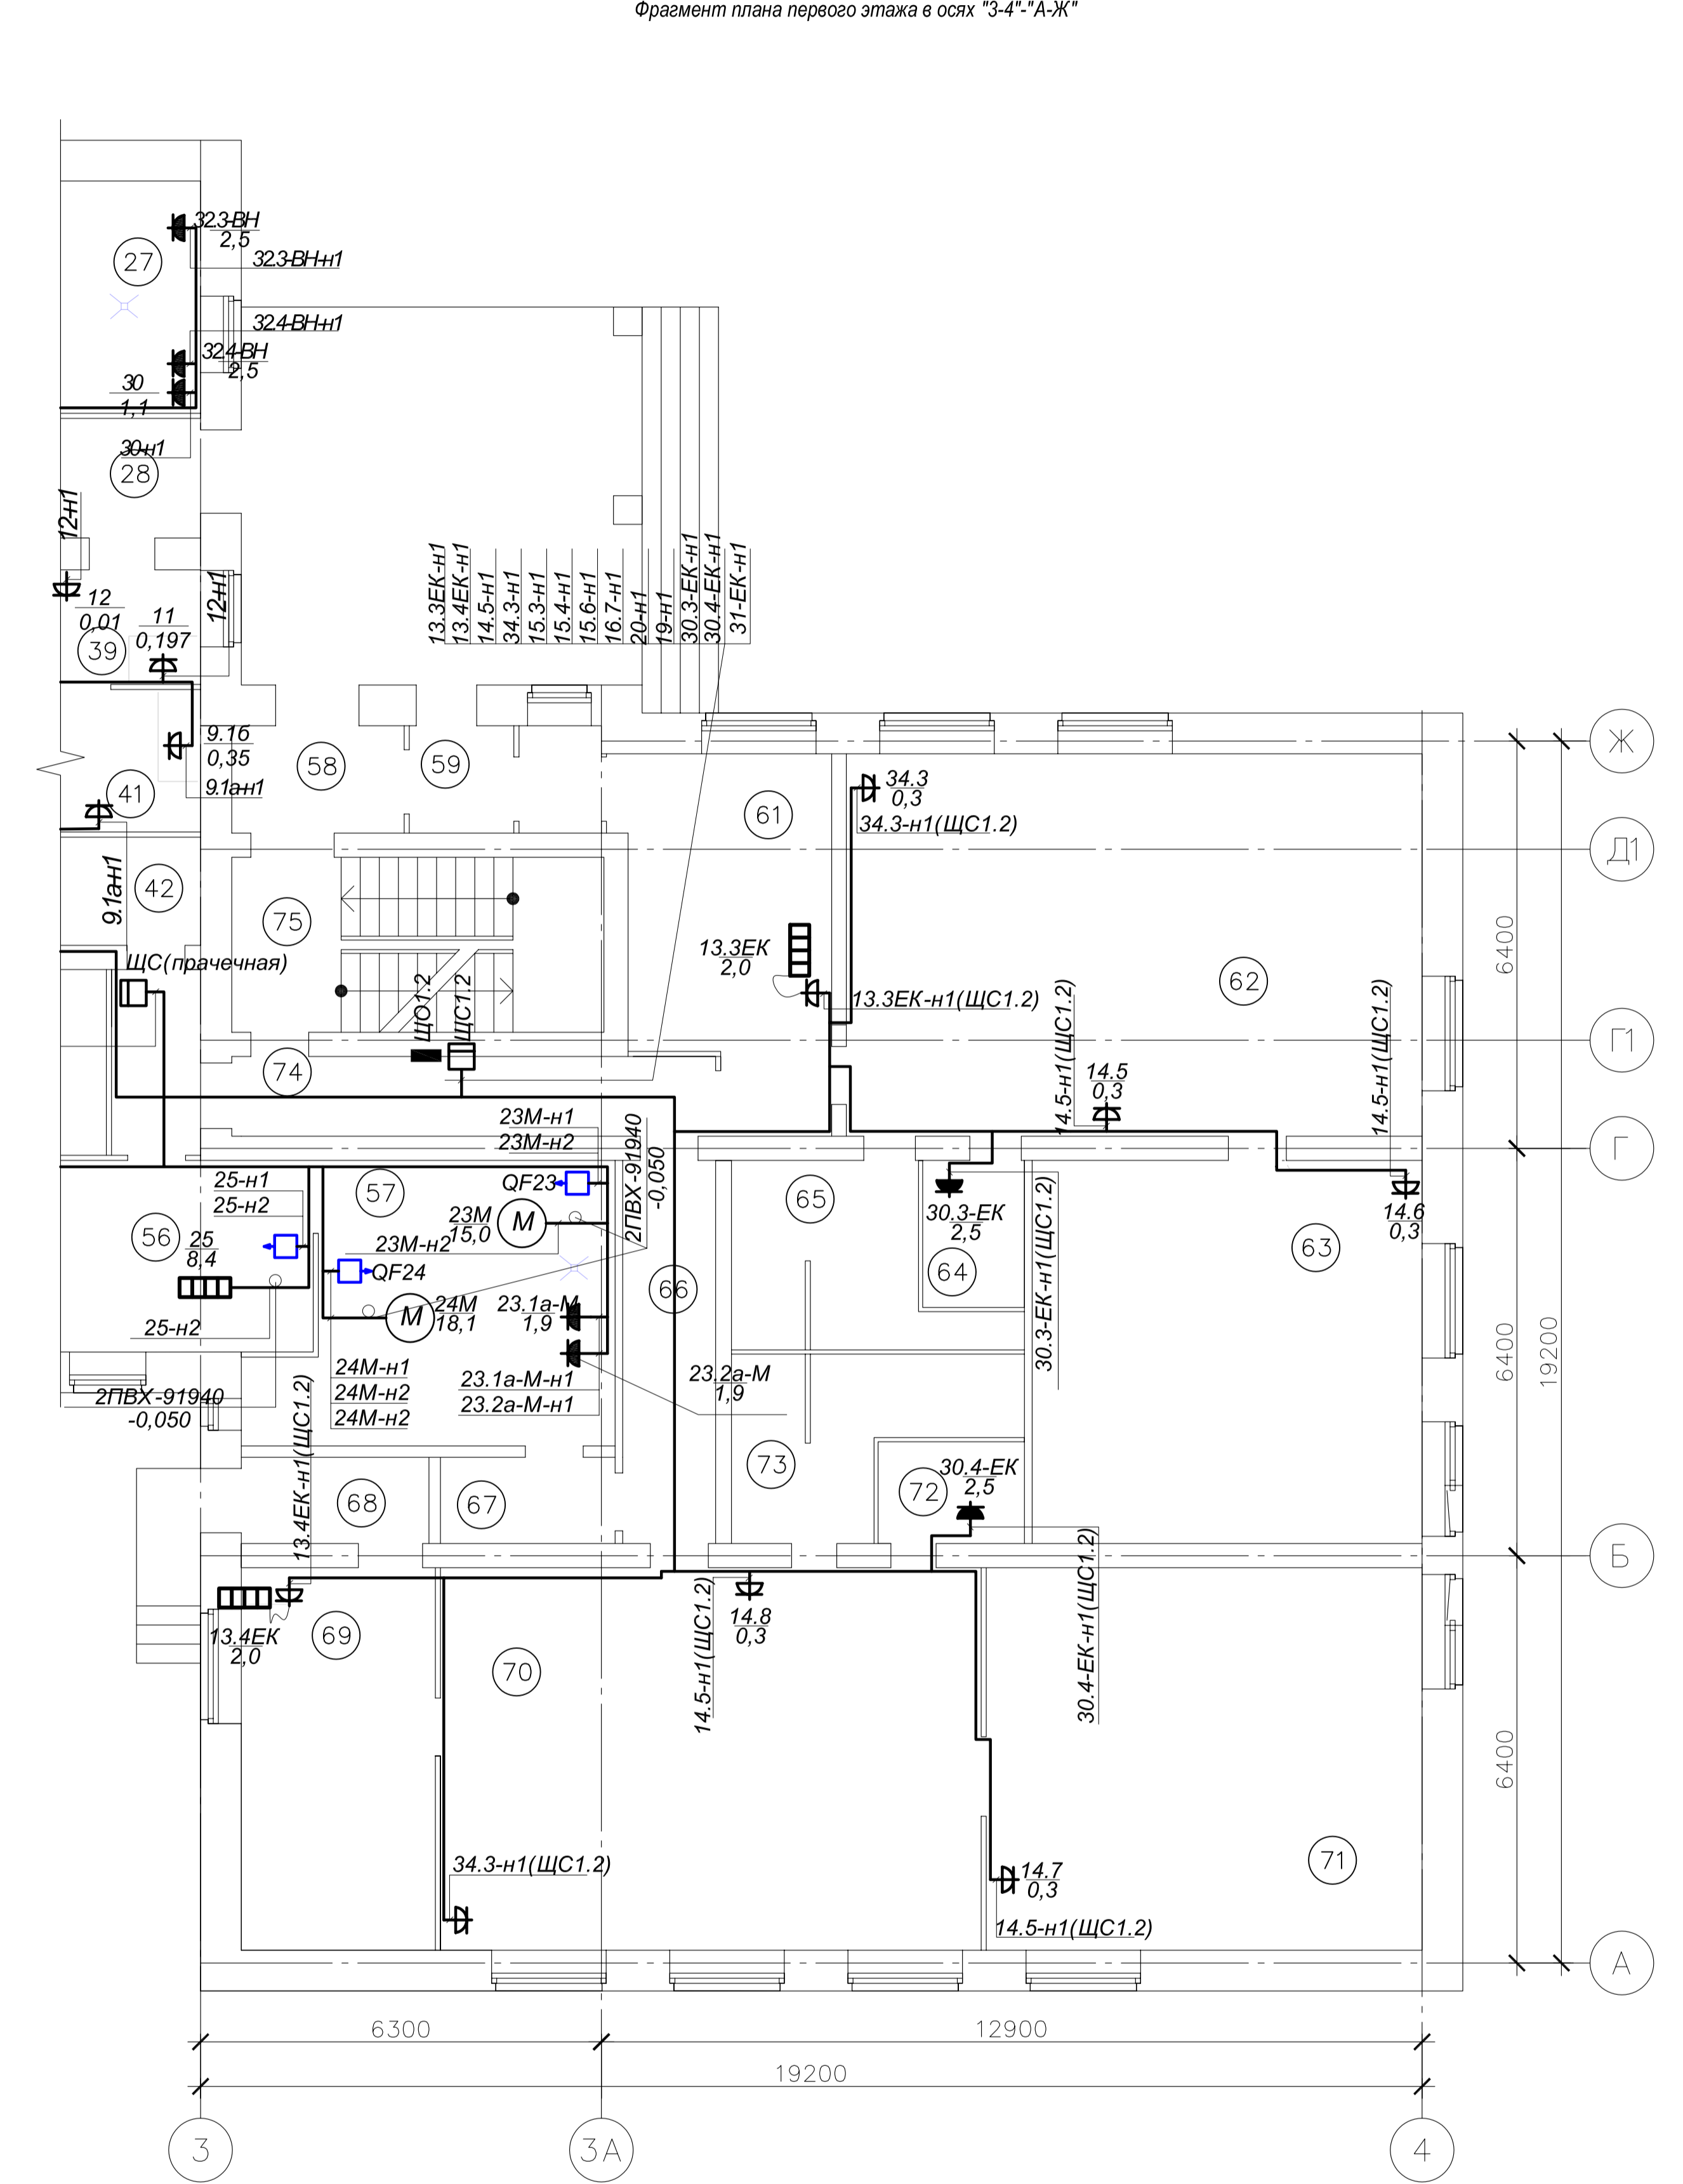 Фрагмент плана первого этажа в осях "3-4"-"А-Ж"
32.3-ВН
2,5
32.3-ВН-н1
27
32.4-ВН-н1
32.4-ВН
2,5
30
1,1
30-н1
28
12-н1
12
0,01
11
0,197
12-н1
39
13.3ЕК-н1
13.4ЕК-н1
14.5-н1
34.3-н1
15.3-н1
15.4-н1
15.6-н1
16.7-н1
20-н1
19-н1
30.3-ЕК-н1
30.4-ЕК-н1
31-ЕК-н1
9.1б
0,35
9.1а-н1
58
59
41
61
34.3
0,3
34.3-н1(ЩС1.2)
Ж
Д1
9.1а-н1
42
75
13.3ЕК
2,0
13.3ЕК-н1(ЩС1.2)
62
6400
ЩС(прачечная)
ЩО1.2
ЩС1.2
14.5-н1(ЩС1.2)
14.5-н1(ЩС1.2)
Г1
74
14.5
0,3
23М-н1
23М-н2
2ПВХ-91940
-0,050
Г
25-н1
25-н2
57
QF23
65
30.3-ЕК
2,5
30.3-ЕК-н1(ЩС1.2)
14.6
0,3
56
25
8,4
23М
15,0
М
23М-н2
QF24
66
64
63
М
24М
18,1
23.1а-М
1,9
25-н2
6400
19200
24М-н1
24М-н2
24М-н2
23.1а-М-н1
23.2а-М-н1
23.2а-М
1,9
2ПВХ-91940
-0,050
13.4ЕК-н1(ЩС1.2)
73
30.4-ЕК
2,5
72
68
67
30.4-ЕК-н1(ЩС1.2)
Б
13.4ЕК
2,0
69
70
14.5-н1(ЩС1.2)
14.8
0,3
6400
34.3-н1(ЩС1.2)
14.7
0,3
14.5-н1(ЩС1.2)
71
А
6300
12900
19200
3
3А
4